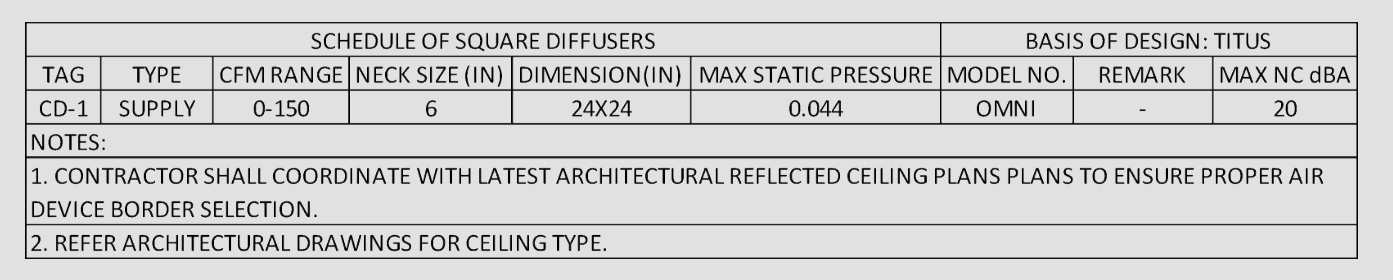 SCHEDULE OF SQUARE DIFFUSERS BASIS OF DESIGN: TITUS
TAG TYPE CFM RANGE NECK SIZE (IN) DIMENSION(IN) MAX STATIC PRESSURE MODEL NO. REMARK MAX NC dBA
CD-1 SUPPLY 0-150 6 24X24 0.044 OMNI - 20
NOTES:
1. CONTRACTOR SHALL COORDINATE WITH LATEST ARCHITECTURAL REFLECTED CEILING PLANS PLANS TO ENSURE PROPER AIR
DEVICE BORDER SELECTION.
2. REFER ARCHITECTURAL DRAWINGS FOR CEILING TYPE.